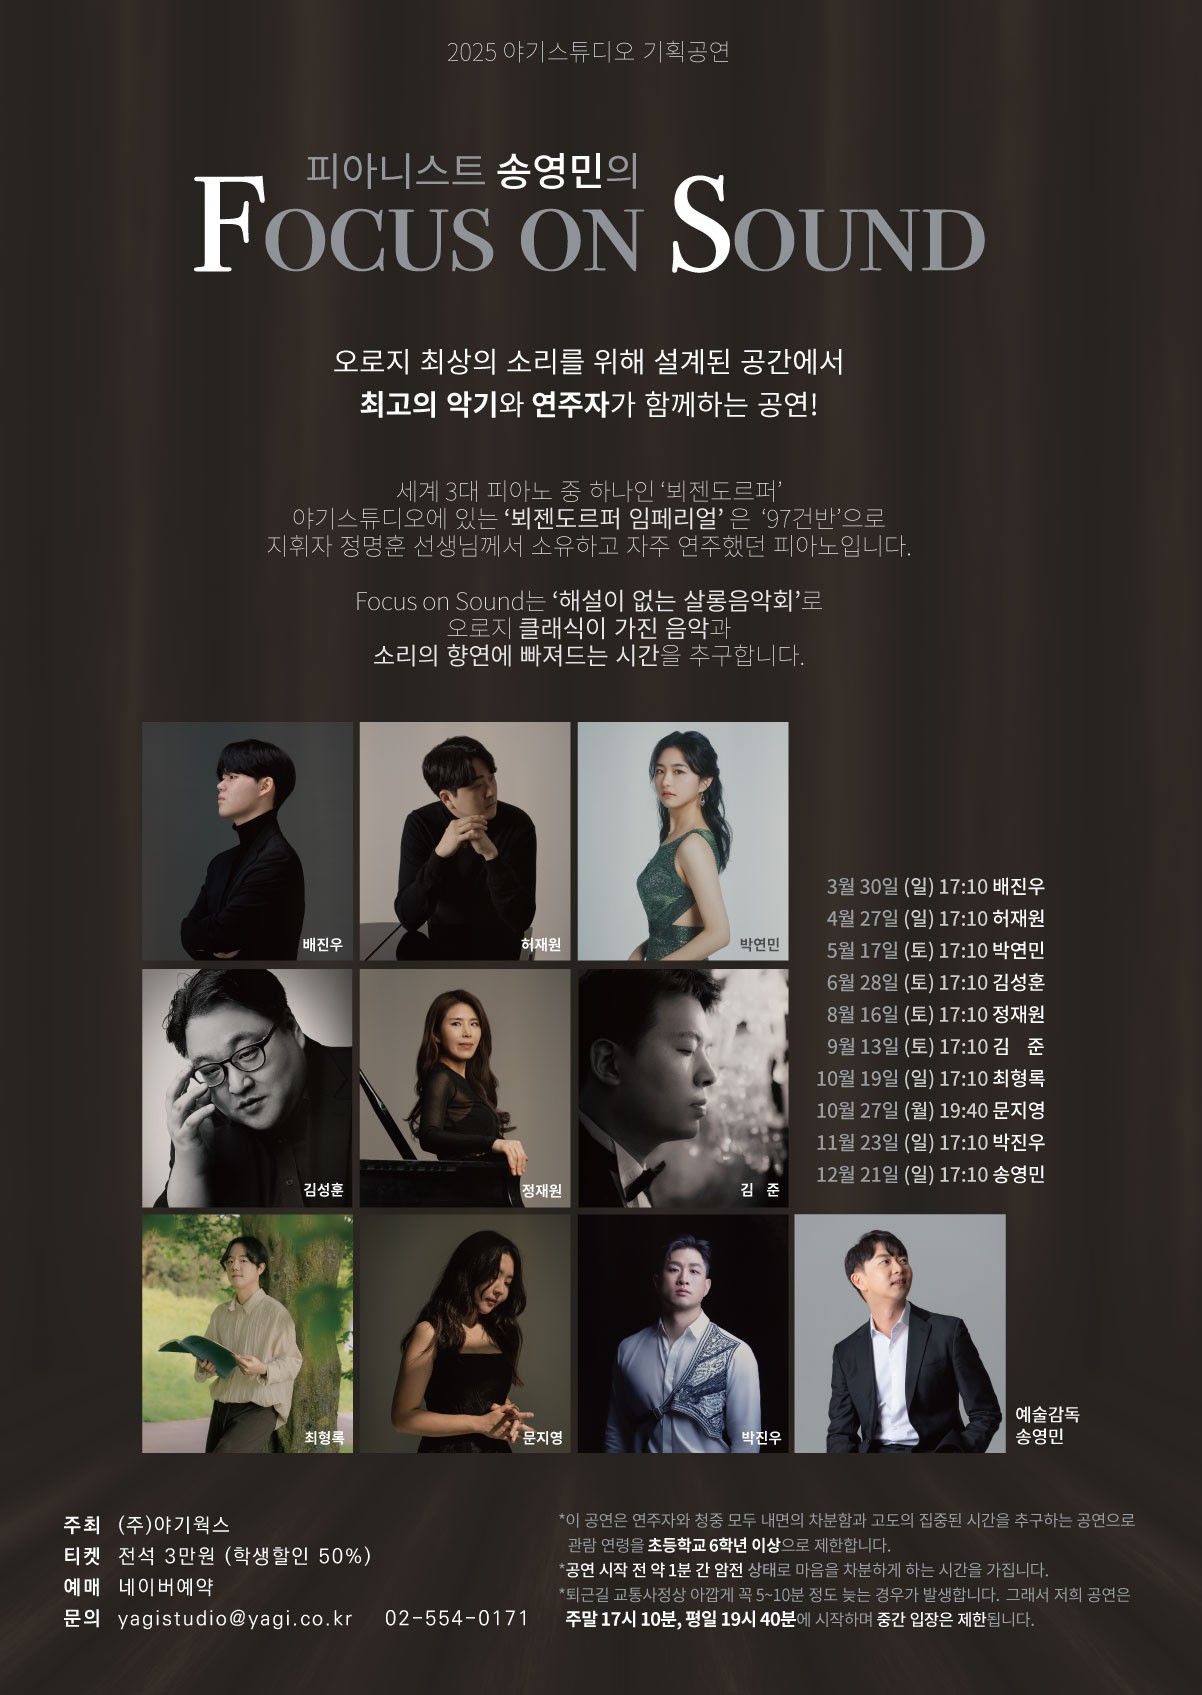 2025 야기스튜디오 기획공연
피아니스트 송영민의
FOCUS ON SOUND
오로지 최상의 소리를 위해 설계된 공간에서
최고의 악기와 연주자가 함께하는 공연!
세계 3대 피아노 중 하나인 ‘뵈젠도르퍼’
야기스튜디오에 있는 ‘뵈젠도르퍼 임페리얼’ 은 ‘97건반’으로
지휘자 정명훈 선생님께서 소유하고 자주 연주했던 피아노입니다.
Focus on Sound는 ‘해설이 없는 살롱음악회’로
오로지 클래식이 가진 음악과
소리의 향연에 빠져드는 시간을 추구합니다.
배진우
허재원
박연민
김성훈
정재원
김 준
최형록
문지영
박진우
예술감독
송영민
3월 30일 (일) 17:10 배진우
4월 27일 (일) 17:10 허재원
5월 17일 (토) 17:10 박연민
6월 28일 (토) 17:10 김성훈
8월 16일 (토) 17:10 정재원
9월 13일 (토) 17:10 김 준
10월 19일 (일) 17:10 최형록
10월 27일 (월) 19:40 문지영
11월 23일 (일) 17:10 박진우
12월 21일 (일) 17:10 송영민
주최 (주)야기웍스
티켓 전석 3만원 (학생할인 50%)
예매 네이버예약
문의 yagistudio@yagi.co.kr 02-554-0171
*이 공연은 연주자와 청중 모두 내면의 차분함과 고도의 집중된 시간을 추구하는 공연으로
관람 연령을 초등학교 6학년 이상으로 제한합니다.
*공연 시작 전 약 1분 간 암전 상태로 마음을 차분하게 하는 시간을 가집니다.
*퇴근길 교통사정상 아깝게 꼭 5~10분 정도 늦는 경우가 발생합니다. 그래서 저희 공연은
주말 17시 10분, 평일 19시 40분에 시작하며 중간 입장은 제한됩니다.